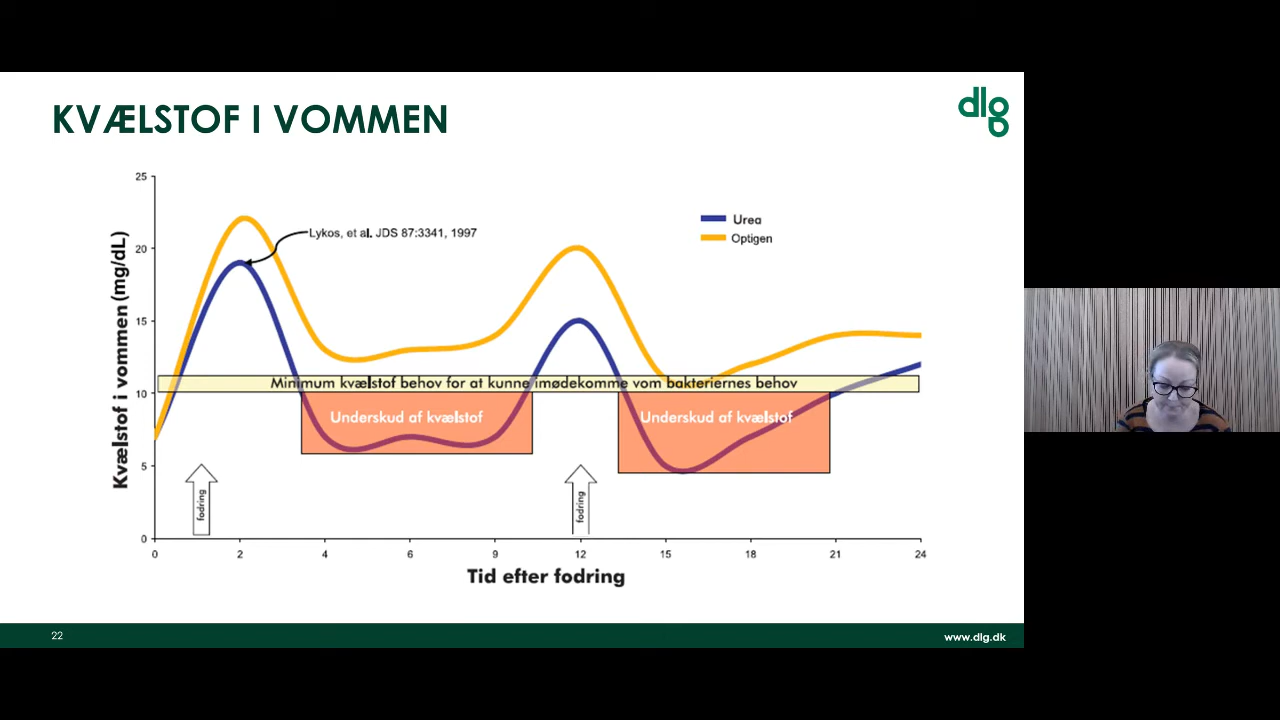 KVÆLSTOF I VOMMEN
dlg
Kvælstof i vommen (mg/dL)
25
20
15
10
5
0
Lykos, et al. JDS 87:3341, 1997
Urea
Optigen
Minimum kvælstof behov for at kunne imødekomme vom bakteriernes behov
Underskud af kvælstof
Underskud af kvælstof
fodring
fodring
0 2 4 6 9 12 15 18 21 24
Tid efter fodring
22
www.dlg.dk